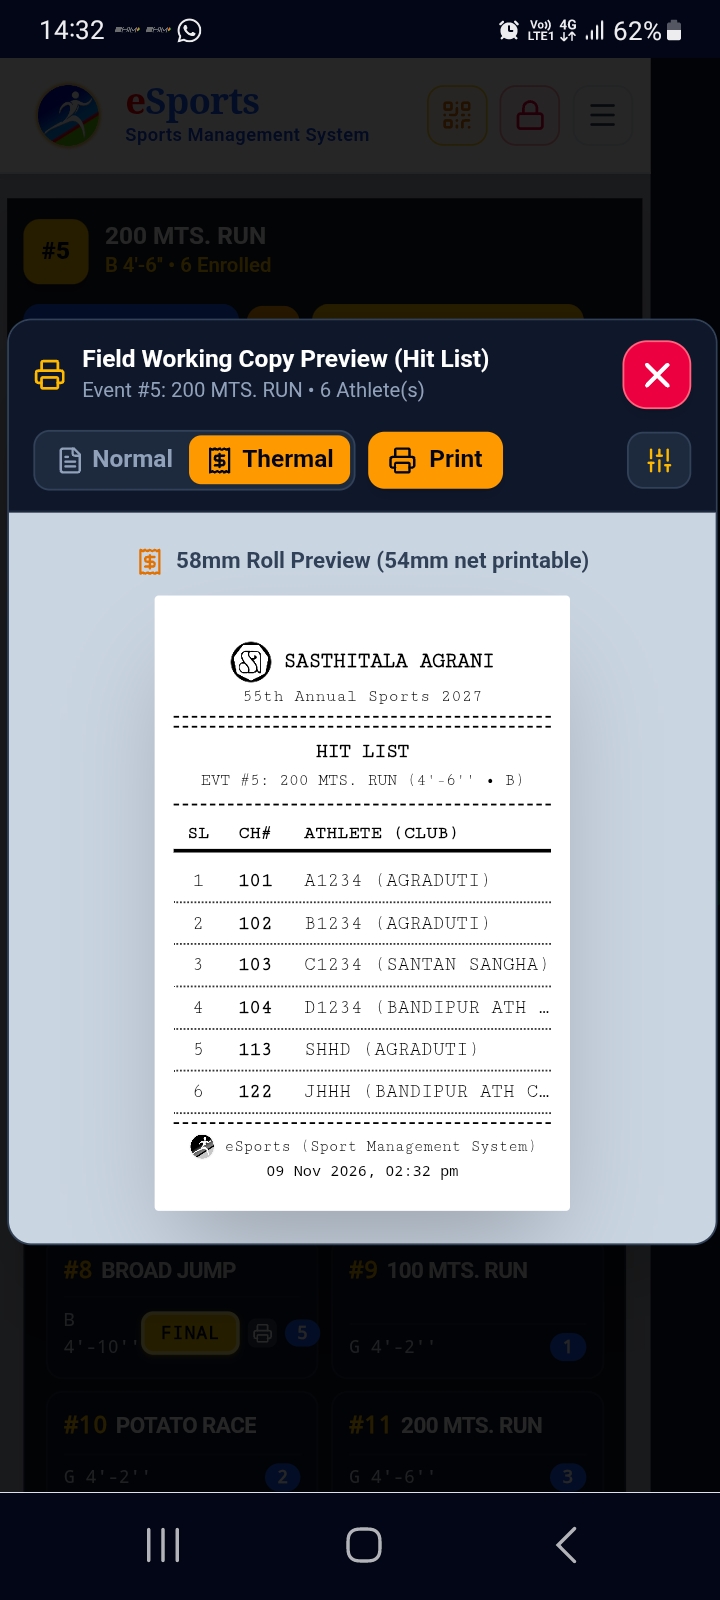 14:32
Vo)) 4G
LTE1
62%
eSports
Sports Management System
#5
200 MTS. RUN
B 4'-6" • 6 Enrolled
Field Working Copy Preview (Hit List)
Event #5: 200 MTS. RUN • 6 Athlete(s)
Normal
Thermal
Print
58mm Roll Preview (54mm net printable)
SASTHITALA AGRANI
55th Annual Sports 2027
HIT LIST
EVT #5: 200 MTS. RUN (4'-6'' • B)
SL CH# ATHLETE (CLUB)
1 101 A1234 (AGRADUTI)
2 102 B1234 (AGRADUTI)
3 103 C1234 (SANTAN SANGHA)
4 104 D1234 (BANDIPUR ATH …
5 113 SHHD (AGRADUTI)
6 122 JHHH (BANDIPUR ATH C…
eSports (Sport Management System)
09 Nov 2026, 02:32 pm
#8 BROAD JUMP
B
4'-10''
FINAL
5
#9 100 MTS. RUN
G 4'-2''
1
#10 POTATO RACE
G 4'-2''
2
#11 200 MTS. RUN
G 4'-6''
3